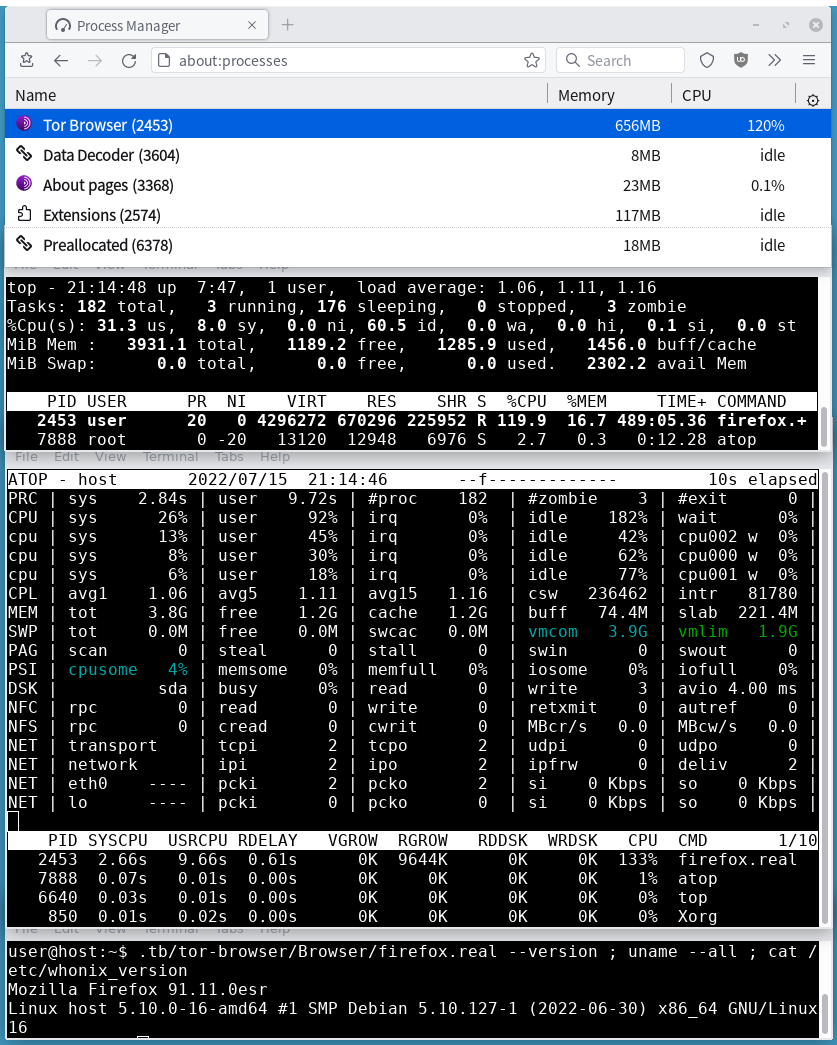 Process Manager
about:processes
Search
Name Memory CPU
Tor Browser (2453) 656MB 120%
Data Decoder (3604) 8MB idle
About pages (3368) 23MB 0.1%
Extensions (2574) 117MB idle
Preallocated (6378) 18MB idle
File Edit View Terminal Tabs Help
top - 21:14:48 up  7:47,  1 user,  load average: 1.06, 1.11, 1.16
Tasks: 182 total,   3 running, 176 sleeping,   0 stopped,   3 zombie
%Cpu(s): 31.3 us,  8.0 sy,  0.0 ni, 60.5 id,  0.0 wa,  0.0 hi,  0.1 si,  0.0 st
MiB Mem :   3931.1 total,   1189.2 free,   1285.9 used,   1456.0 buff/cache
MiB Swap:      0.0 total,      0.0 free,      0.0 used.   2302.2 avail Mem
PID USER PR NI VIRT RES SHR S %CPU %MEM TIME+ COMMAND
2453 user 20 0 4296272 670296 225952 R 119.9 16.7 489:05.36 firefox.+
7888 root 0 -20 13120 12948 6976 S 2.7 0.3 0:12.28 atop
File Edit View Terminal Tabs Help
ATOP - host 2022/07/15 21:14:46 --f------------- 10s elapsed
PRC | sys 2.84s | user 9.72s | #proc 182 | #zombie 3 | #exit 0 |
CPU | sys 26% | user 92% | irq 0% | idle 182% | wait 0% |
cpu | sys 13% | user 45% | irq 0% | idle 42% | cpu002 w 0% |
cpu | sys 8% | user 30% | irq 0% | idle 62% | cpu000 w 0% |
cpu | sys 6% | user 18% | irq 0% | idle 77% | cpu001 w 0% |
CPL | avg1 1.06 | avg5 1.11 | avg15 1.16 | csw 236462 | intr 81780 |
MEM | tot 3.8G | free 1.2G | cache 1.2G | buff 74.4M | slab 221.4M |
SWP | tot 0.0M | free 0.0M | swcac 0.0M | vmcom 3.9G | vmlim 1.9G |
PAG | scan 0 | steal 0 | stall 0 | swin 0 | swout 0 |
PSI | cpusome 4% | memsome 0% | memfull 0% | iosome 0% | iofull 0% |
DSK | sda | busy 0% | read 0 | write 3 | avio 4.00 ms |
NFC | rpc 0 | read 0 | write 0 | retxmit 0 | autref 0 |
NFS | rpc 0 | cread 0 | cwrit 0 | MBcr/s 0.0 | MBcw/s 0.0 |
NET | transport | tcpi 2 | tcpo 2 | udpi 0 | udpo 0 |
NET | network | ipi 2 | ipo 2 | ipfrw 0 | deliv 2 |
NET | eth0 ---- | pcki 2 | pcko 2 | si 0 Kbps | so 0 Kbps |
NET | lo ---- | pcki 0 | pcko 0 | si 0 Kbps | so 0 Kbps |
PID SYSCPU USRCPU RDELAY VGROW RGROW RDDSK WRDSK CPU CMD 1/10
2453 2.66s 9.66s 0.61s 0K 9644K 0K 0K 133% firefox.real
7888 0.07s 0.01s 0.00s 0K 0K 0K 0K 1% atop
6640 0.03s 0.01s 0.00s 0K 0K 0K 0K 0% top
850 0.01s 0.02s 0.00s 0K 0K 0K 0K 0% Xorg
File Edit View Terminal Tabs Help
user@host:~$ .tb/tor-browser/Browser/firefox.real --version ; uname --all ; cat /
etc/whonix_version
Mozilla Firefox 91.11.0esr
Linux host 5.10.0-16-amd64 #1 SMP Debian 5.10.127-1 (2022-06-30) x86_64 GNU/Linux
16